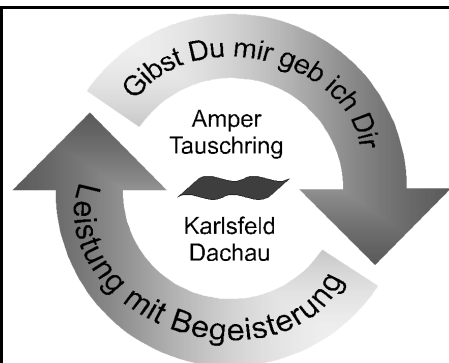 Gibst Du mir geb ich Dir
Amper
Tauschring
Karlsfeld
Dachau
Leistung mit Begeisterung